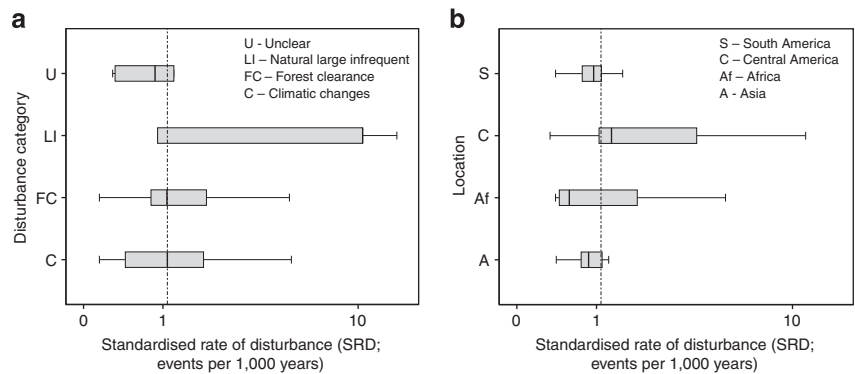 a
U - Unclear
LI – Natural large infrequent
FC – Forest clearance
C – Climatic changes
Disturbance category
U
LI
FC
C
0 1 10
Standardised rate of disturbance (SRD;
events per 1,000 years)
b
S – South America
C – Central America
Af – Africa
A - Asia
Location
S
C
Af
A
0 1 10
Standardised rate of disturbance (SRD;
events per 1,000 years)